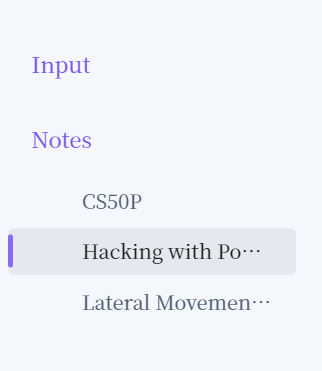 Input
Notes
CS50P
Hacking with Po…
Lateral Movemen…